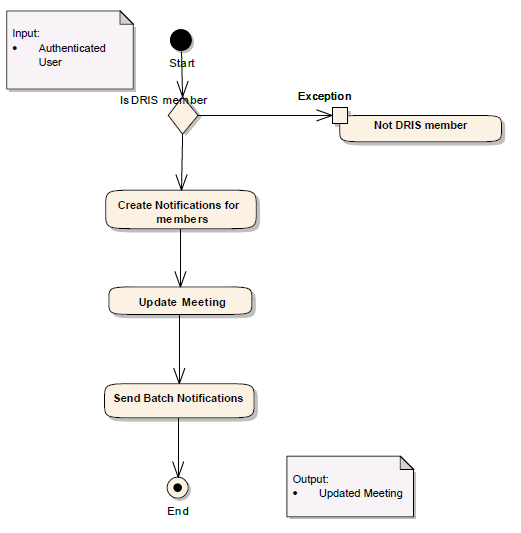 Input:
• Authenticated
User
Start
Is DRIS member
Exception
Not DRIS member
Create Notifications for
members
Update Meeting
Send Batch Notifications
Output:
• Updated Meeting
End